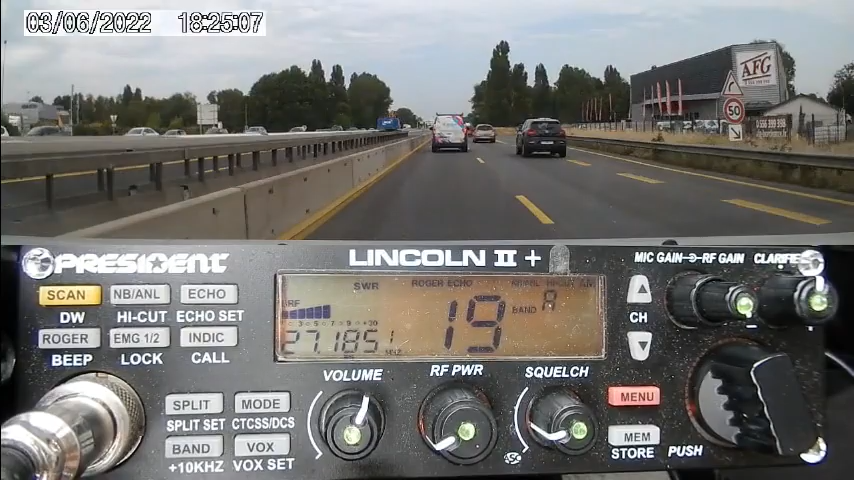 03/06/2022 18:25:07
AFG
50
PRESIDENT
LINCOLN II +
MIC GAIN RF GAIN CLARIFIER
SCAN NB/ANL ECHO
DW HI-CUT ECHO SET
ROGER EMG 1/2 INDIC
BEEP LOCK CALL
SWR ROGER ECHO
19 BAND A
27.1851
CH
VOLUME RF PWR SQUELCH
SPLIT MODE
SPLIT SET CTCSS/DCS
BAND VOX
+10KHZ VOX SET
ASC
MENU
MEM
STORE PUSH